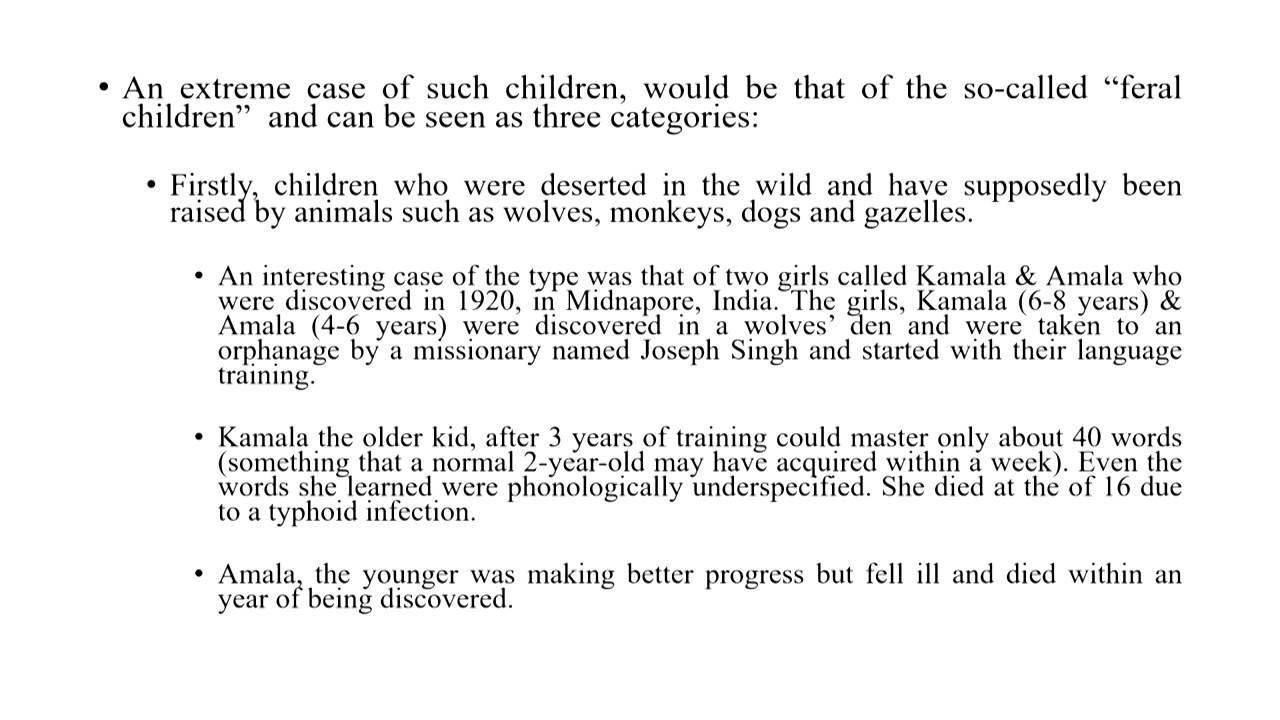 • An extreme case of such children, would be that of the so-called “feral
children” and can be seen as three categories:
• Firstly, children who were deserted in the wild and have supposedly been
raised by animals such as wolves, monkeys, dogs and gazelles.
• An interesting case of the type was that of two girls called Kamala & Amala who
were discovered in 1920, in Midnapore, India. The girls, Kamala (6-8 years) &
Amala (4-6 years) were discovered in a wolves’ den and were taken to an
orphanage by a missionary named Joseph Singh and started with their language
training.
• Kamala the older kid, after 3 years of training could master only about 40 words
(something that a normal 2-year-old may have acquired within a week). Even the
words she learned were phonologically underspecified. She died at the of 16 due
to a typhoid infection.
• Amala, the younger was making better progress but fell ill and died within an
year of being discovered.